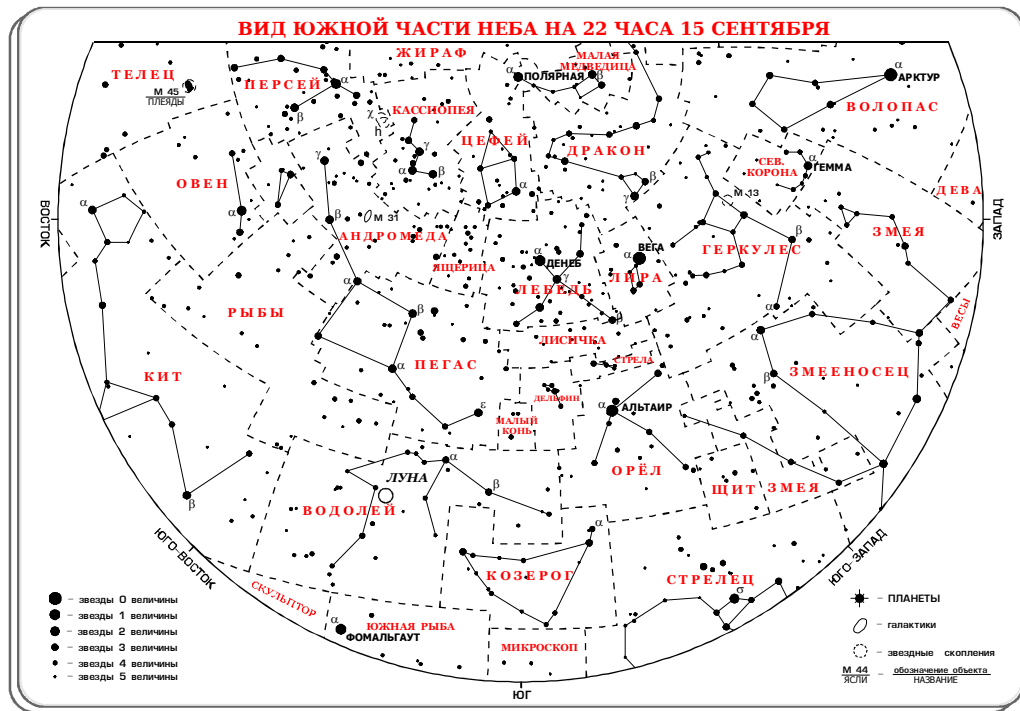 ВИД ЮЖНОЙ ЧАСТИ НЕБА НА 22 ЧАСА 15 СЕНТЯБРЯ
ЖИРАФ
МАЛАЯ
МЕДВЕДИЦА
ТЕЛЕЦ
ПЕРСЕЙ
α
α ПОЛЯРНАЯ β
α
АРКТУР
M 45
ПЛЕЯДЫ
β
χ
h
КАССИОПЕЯ
ВОЛОПАС
ЦЕФЕЙ
ДРАКОН
γ
γ
α β
СЕВ.
КОРОНА
α
ГЕММА
ОВЕН
α
β
γ
M 13
ДЕВА
ВОСТОК
α
α
β
M 31
ЗАПАД
АНДРОМЕДА
ЗМЕЯ
ГЕРКУЛЕС
β
ВЕГА
α
ЯЩЕРИЦА
α
ДЕНЕБ
ЛИРА
α
γ
ЛЕБЕДЬ
β
РЫБЫ
β
α
ВЕСЫ
ЛИСИЧКА
СТРЕЛА
ПЕГАС
α
КИТ
ЗМЕЕНОСЕЦ
β
ДЕЛЬФИН
ε
α
АЛЬТАИР
МАЛЫЙ
КОНЬ
α
ЛУНА
ОРЁЛ
β
ЩИТ
ЗМЕЯ
β
ВОДОЛЕЙ
α
ЮГО-ВОСТОК
ЮГО-ЗАПАД
КОЗЕРОГ
СТРЕЛЕЦ
σ
СКУЛЬПТОР
α
ЮЖНАЯ РЫБА
ФОМАЛЬГАУТ
МИКРОСКОП
ЮГ
– звезды 0 величины
– звезды 1 величины
– звезды 2 величины
– звезды 3 величины
– звезды 4 величины
– звезды 5 величины
– ПЛАНЕТЫ
– галактики
– звездные скопления
M 44 – обозначение объекта
ЯСЛИ НАЗВАНИЕ